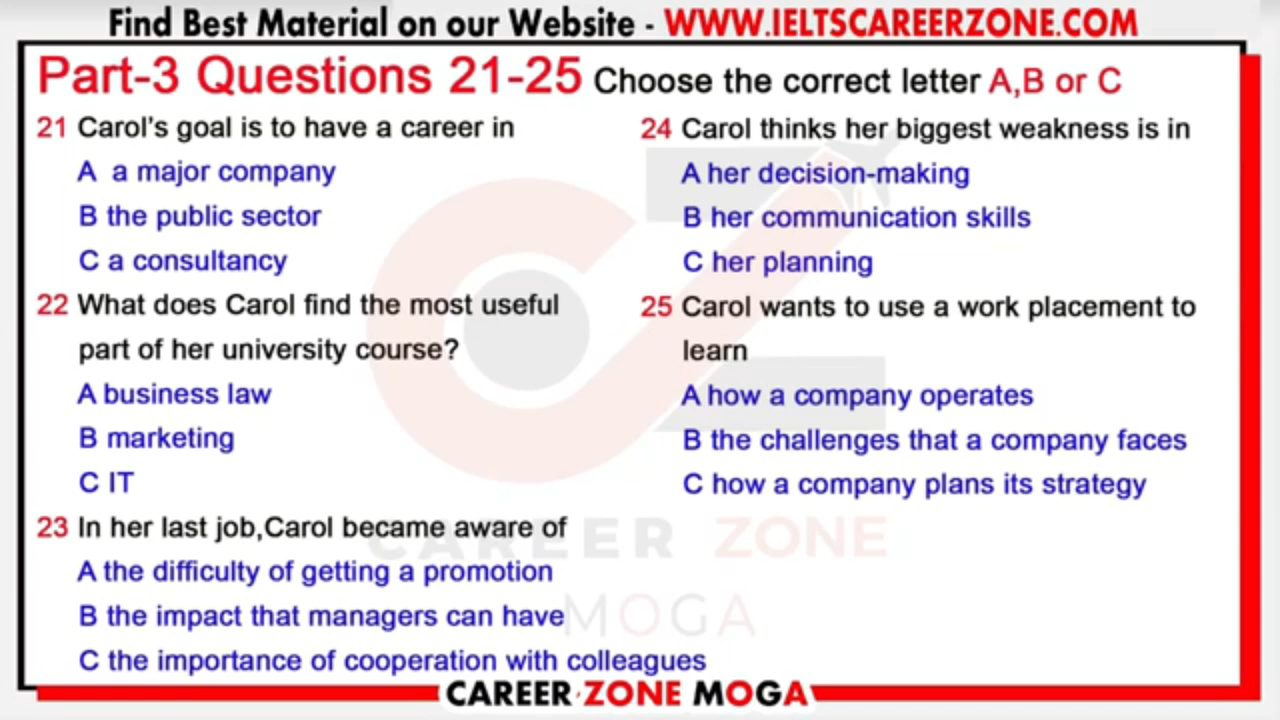 Find Best Material on our Website - WWW.IELTSCAREERZONE.COM
Part-3 Questions 21-25 Choose the correct letter A,B or C
21 Carol's goal is to have a career in
A a major company
B the public sector
C a consultancy
22 What does Carol find the most useful
part of her university course?
A business law
B marketing
C IT
23 In her last job,Carol became aware of
A the difficulty of getting a promotion
B the impact that managers can have
C the importance of cooperation with colleagues
24 Carol thinks her biggest weakness is in
A her decision-making
B her communication skills
C her planning
25 Carol wants to use a work placement to
learn
A how a company operates
B the challenges that a company faces
C how a company plans its strategy
CAREER ZONE
MOGA
CAREER ZONE MOGA